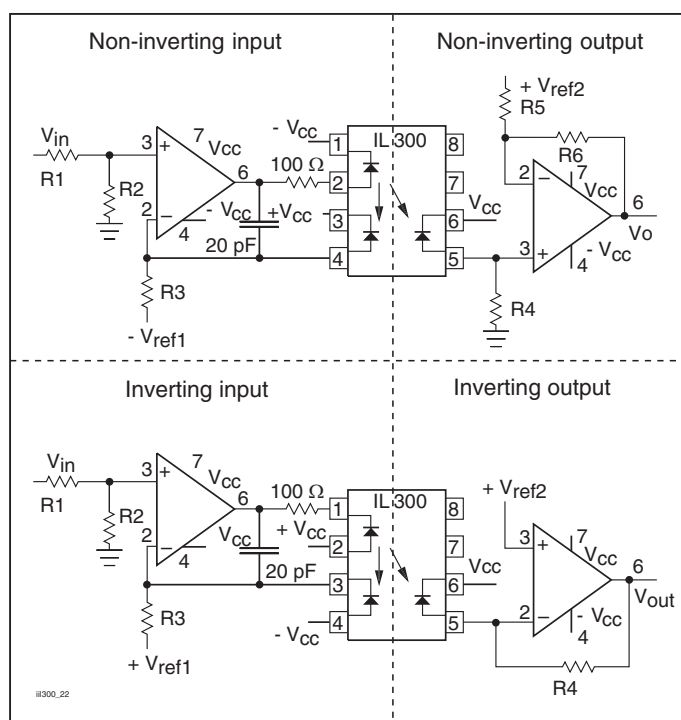 Non-inverting input
Non-inverting output
+ Vref2
R5
Vin
3
+
7
Vcc
- Vcc
1
IL 300
8
R6
R1
R2
6
100 Ω
2
7
2
−
7
Vcc
6
2
−
- Vcc
4
+Vcc
3
6
Vcc
Vo
20 pF
4
5
3
+
- Vcc
4
R3
R4
- Vref1
Inverting input
Inverting output
Vin
3
+
7
Vcc
R1
R2
6
100 Ω
1
IL 300
8
+ Vref2
2
−
Vcc
+ Vcc
2
7
3
+
7
Vcc
6
4
20 pF
3
6
Vcc
Vout
R3
- Vcc
4
5
2
−
- Vcc
4
+ Vref1
R4
iil300_22